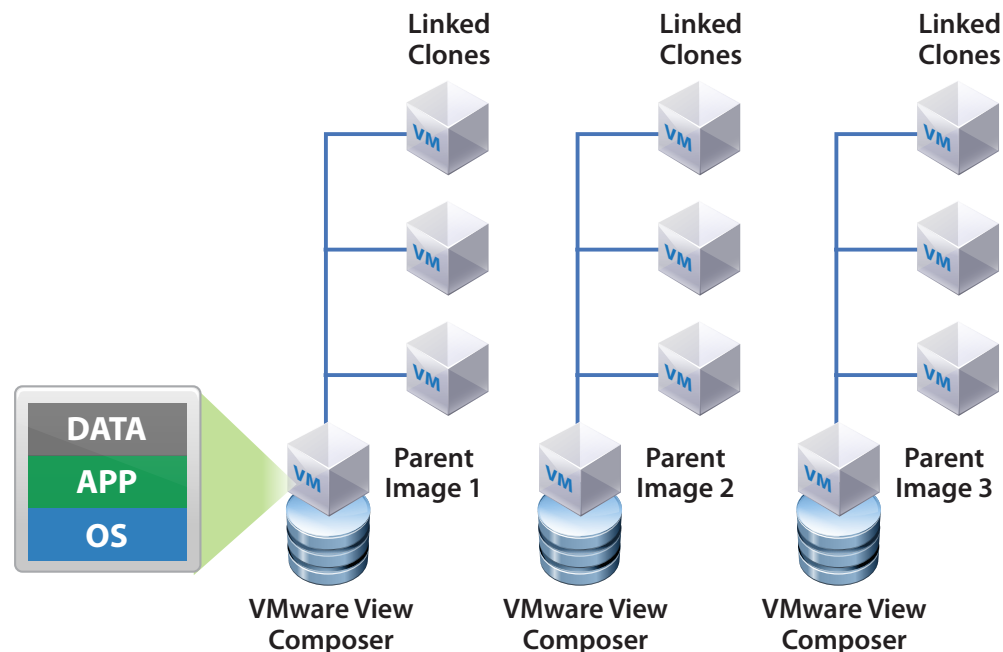 Linked
Clones
Linked
Clones
Linked
Clones
VM
VM
VM
VM
VM
VM
VM
VM
VM
DATA
APP
OS
VM
Parent
Image 1
VM
Parent
Image 2
VM
Parent
Image 3
VMware View
Composer
VMware View
Composer
VMware View
Composer